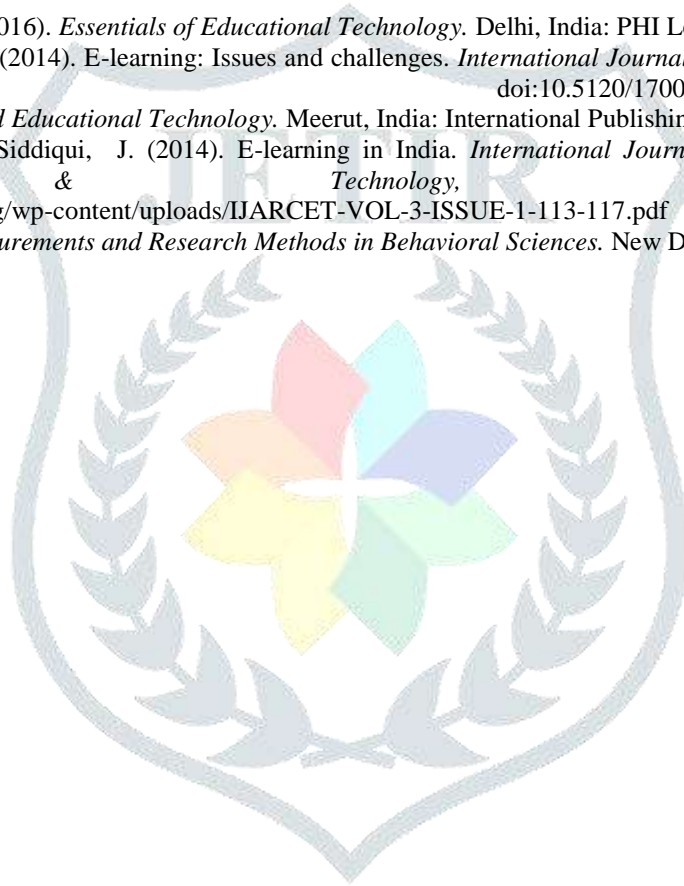 016). Essentials of Educational Technology. Delhi, India: PHI L
(2014). E-learning: Issues and challenges. International Journal
doi:10.5120/1700
d Educational Technology. Meerut, India: International Publishin
Siddiqui, J. (2014). E-learning in India. International Journ
& Technology,
g/wp-content/uploads/IJARCET-VOL-3-ISSUE-1-113-117.pdf
urements and Research Methods in Behavioral Sciences. New D
JETIR